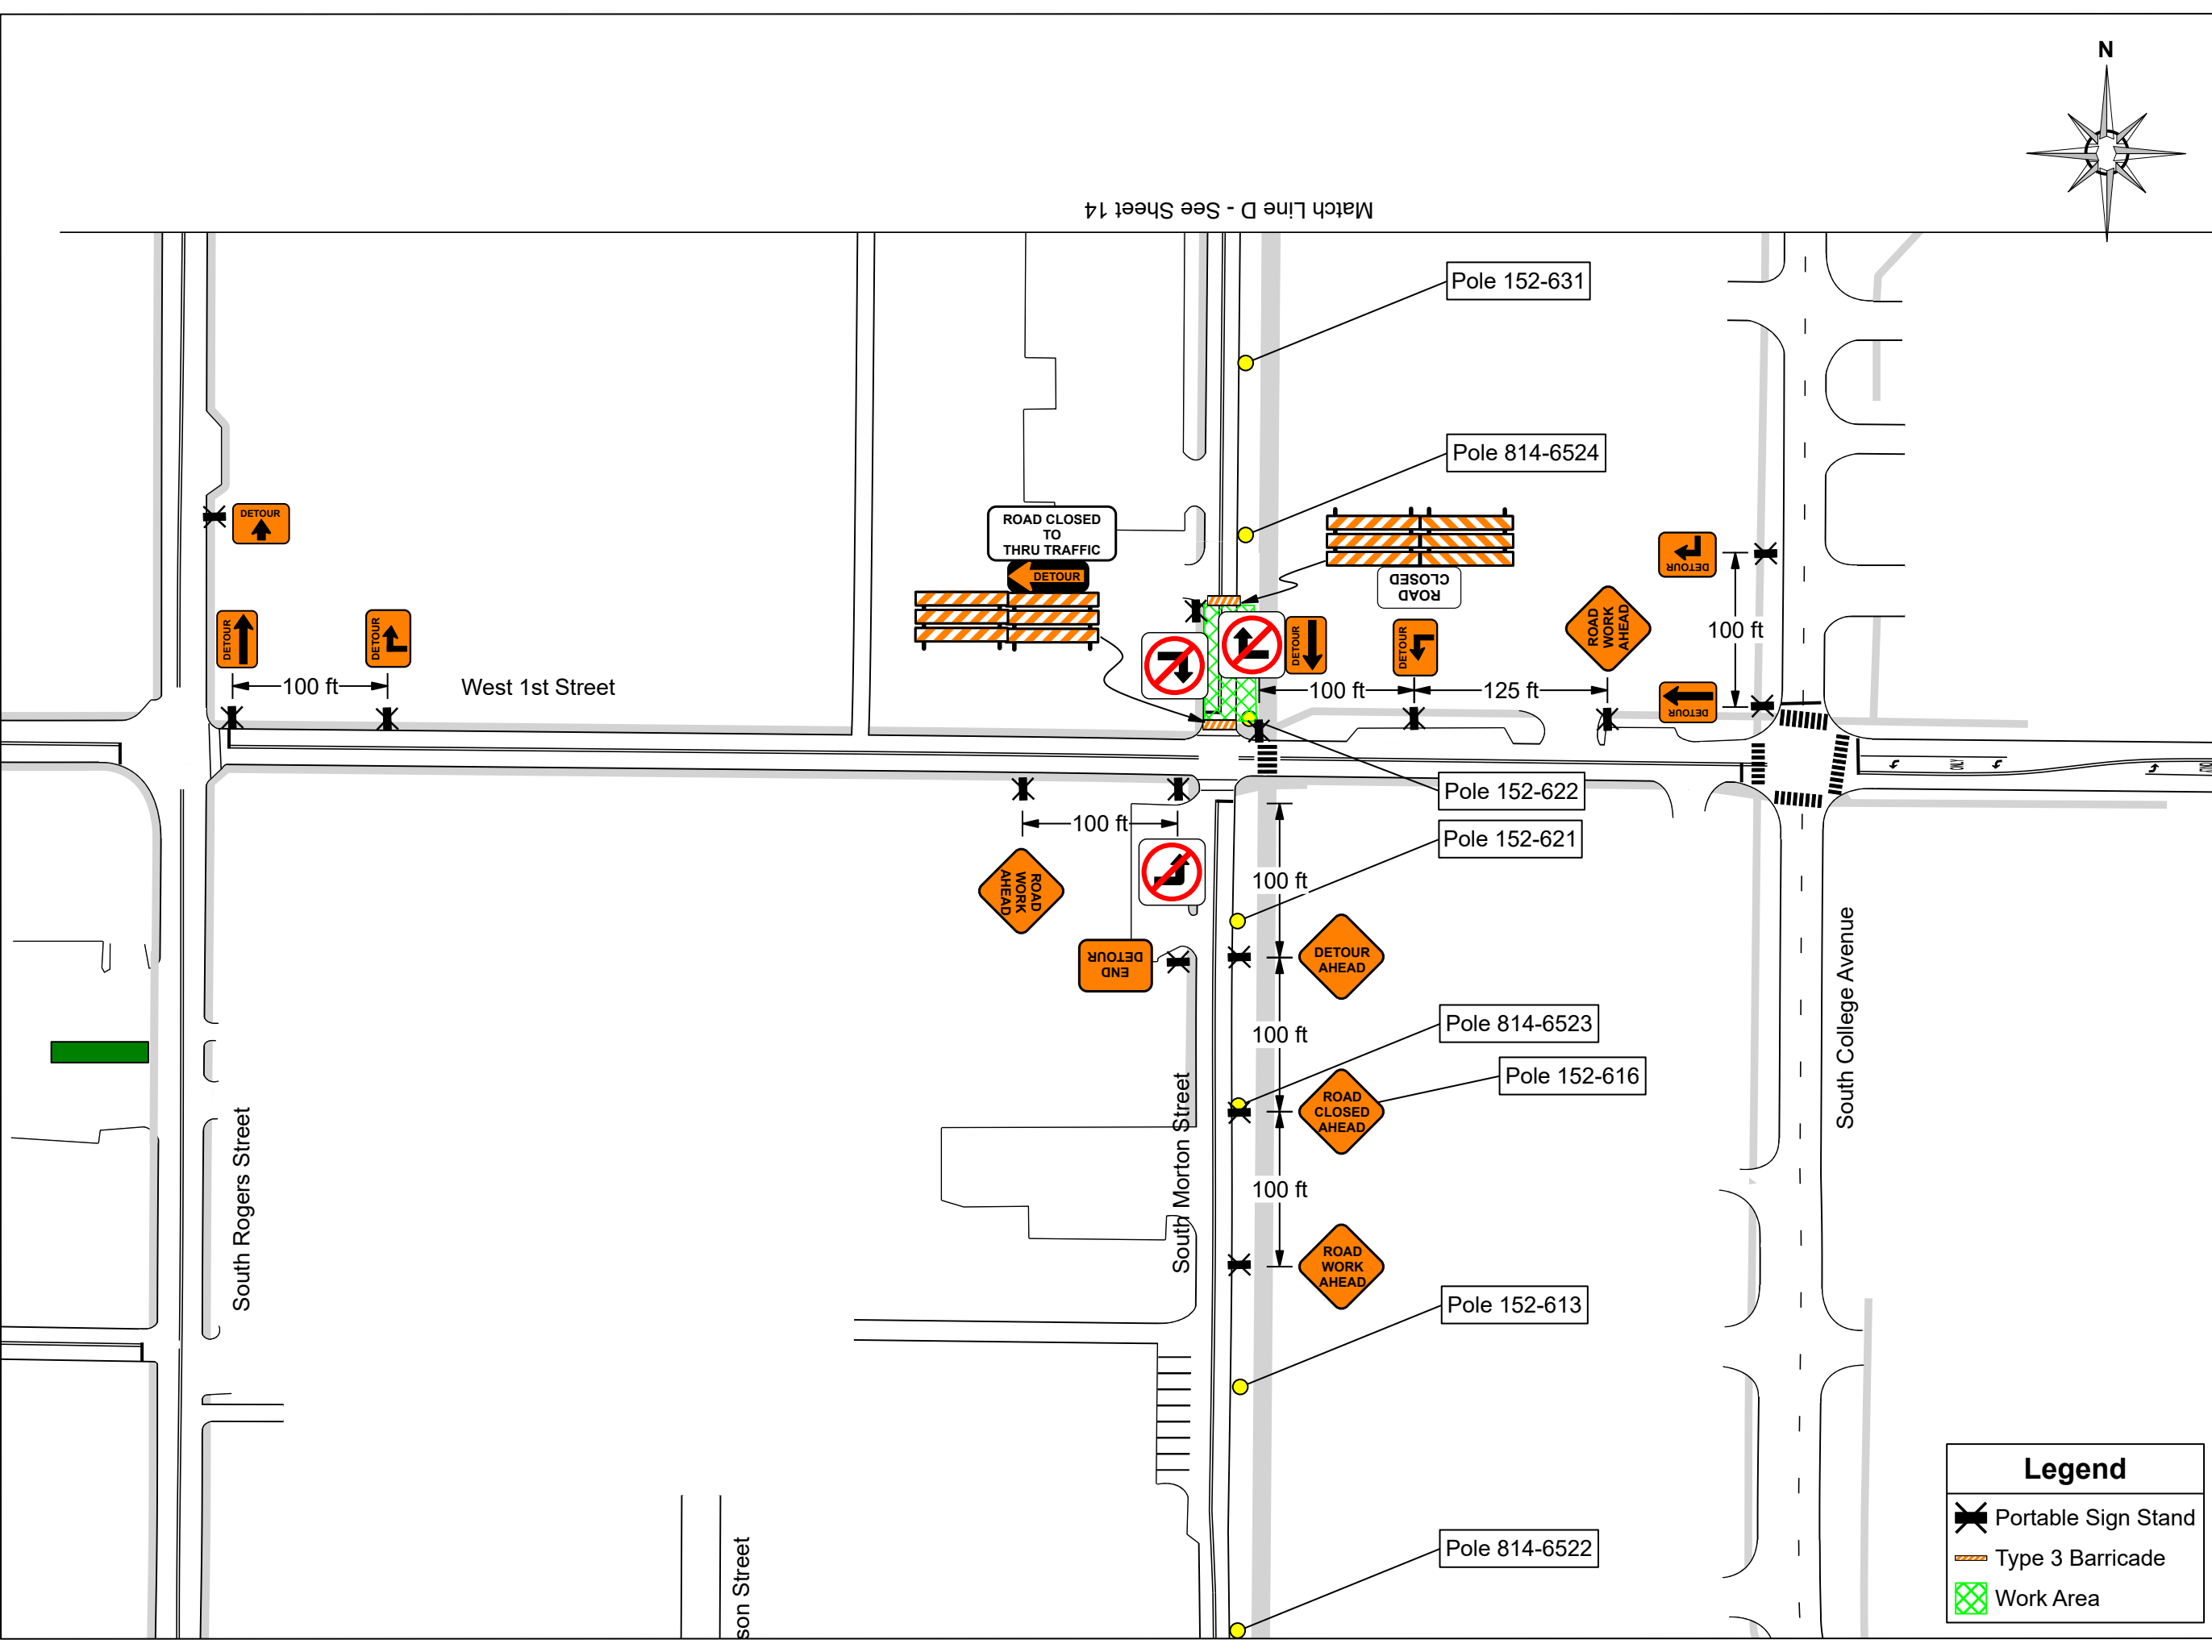 N
Match Line D - See Sheet 14
Pole 152-631
Pole 814-6524
DETOUR
ROAD CLOSED
TO
THRU TRAFFIC
DETOUR
ROAD
CLOSED
DETOUR
ROAD
WORK
AHEAD
100 ft
DETOUR
DETOUR
DETOUR
DETOUR
100 ft
West 1st Street
100 ft
125 ft
DETOUR
ONLY
Pole 152-622
100 ft
Pole 152-621
ROAD
WORK
AHEAD
100 ft
END
DETOUR
DETOUR
AHEAD
South College Avenue
100 ft
Pole 814-6523
Pole 152-616
ROAD
CLOSED
AHEAD
South Rogers Street
South Morton Street
100 ft
ROAD
WORK
AHEAD
Pole 152-613
Legend
Portable Sign Stand
Type 3 Barricade
Work Area
Pole 814-6522
son Street